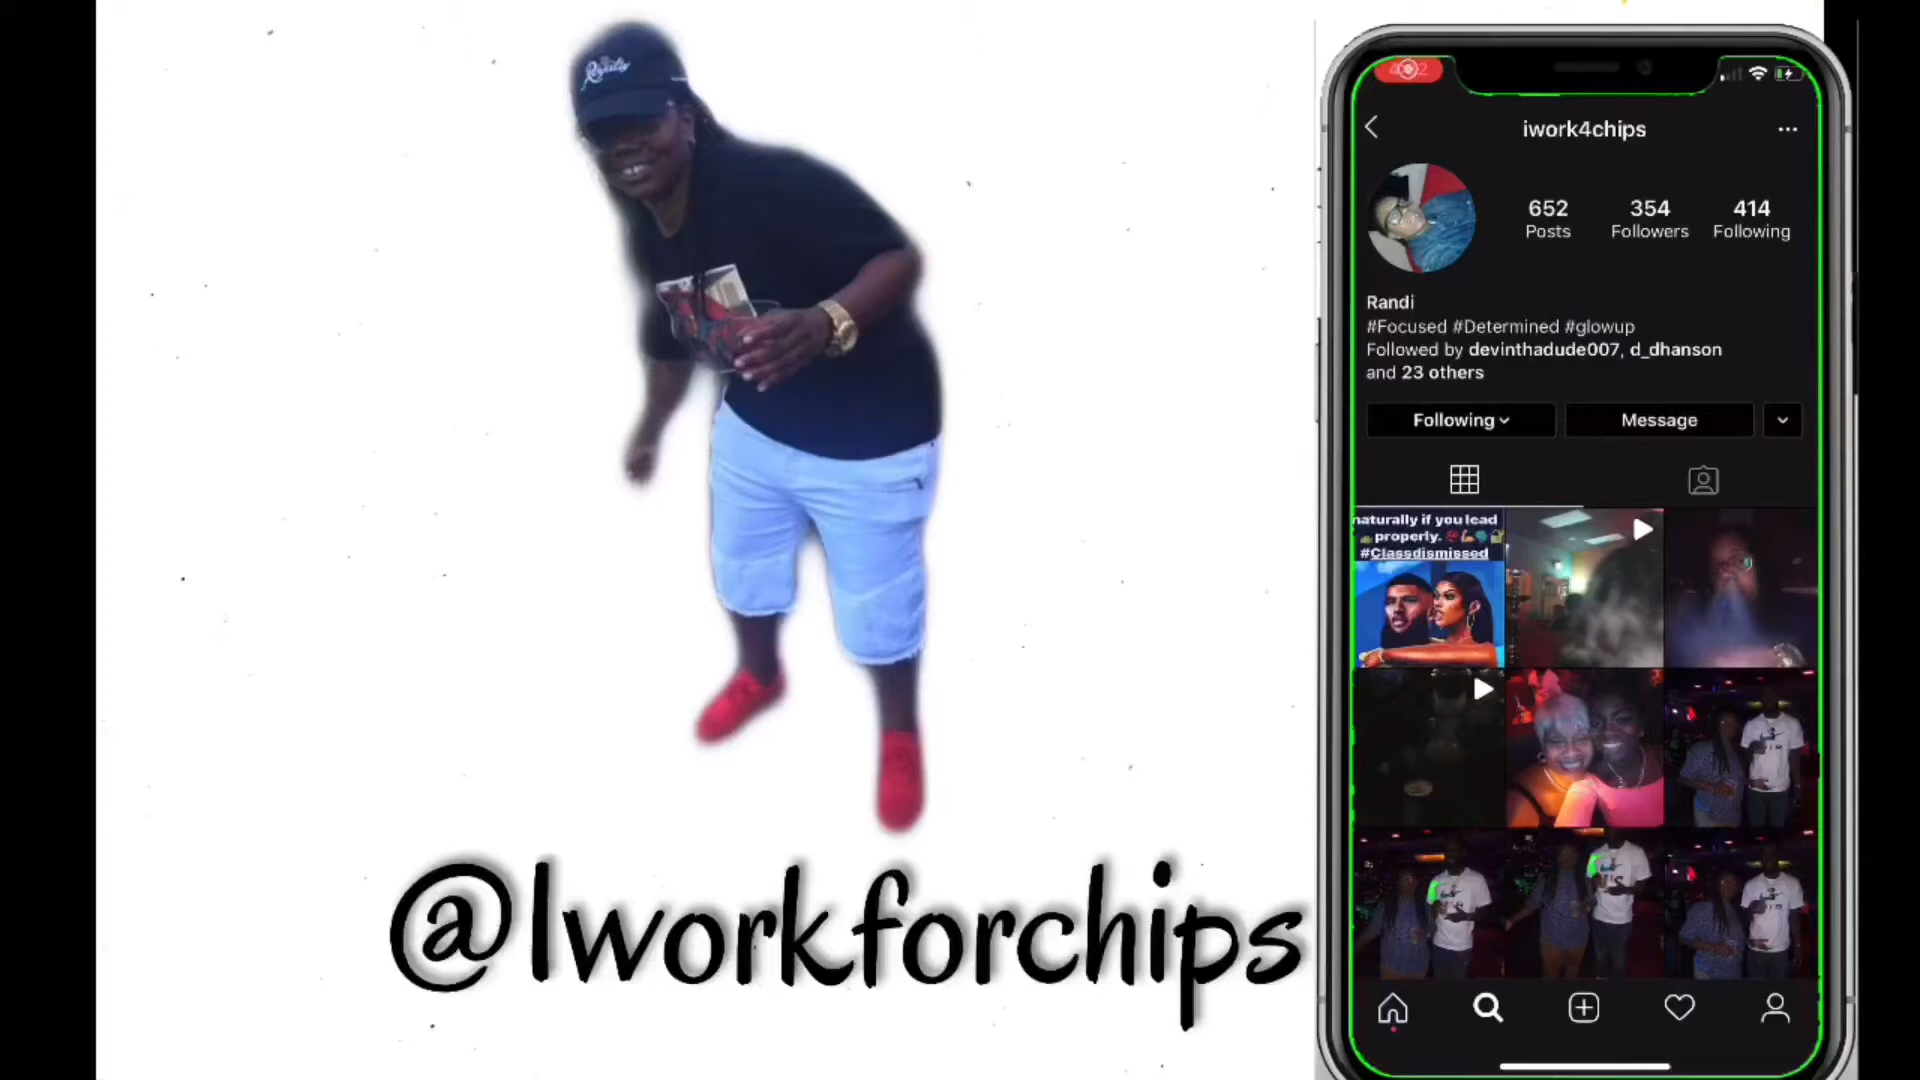 Royals
@Iworkforchips
iwork4chips
652
354
414
Posts
Followers
Following
Randi
#Focused #Determined #glowup
Followed by devinthadude007, d_dhanson
and 23 others
Following
Message
naturally if you lead
properly.
#Classdismissed